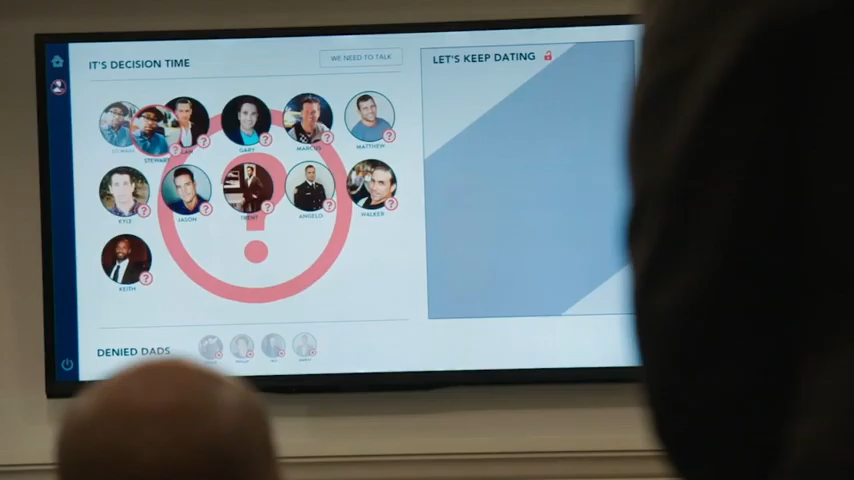 IT'S DECISION TIME
WE NEED TO TALK
LET'S KEEP DATING
STEWART
GARY
MARCUS
MATTHEW
KYLE
JASON
TRENT
ANGELO
WALKER
KEITH
DENIED DADS